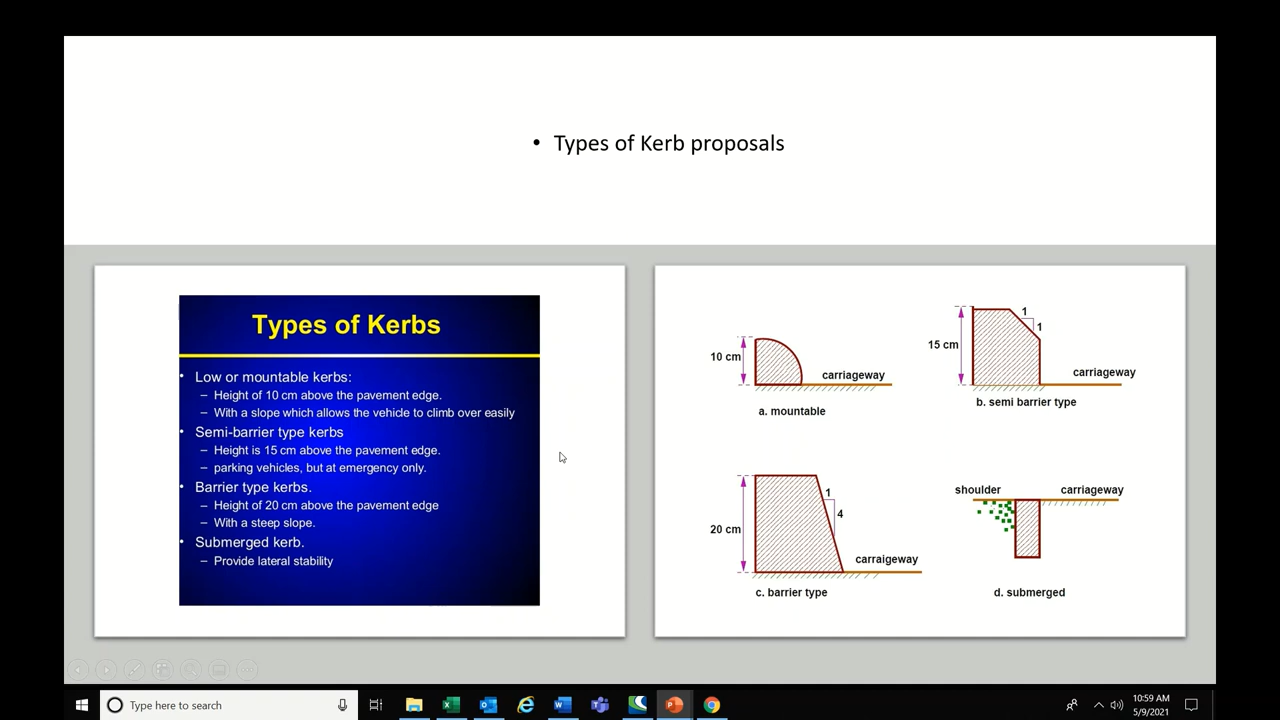 • Types of Kerb proposals
Types of Kerbs
• Low or mountable kerbs:
– Height of 10 cm above the pavement edge.
– With a slope which allows the vehicle to climb over easily
• Semi-barrier type kerbs
– Height is 15 cm above the pavement edge.
– parking vehicles, but at emergency only.
• Barrier type kerbs.
– Height of 20 cm above the pavement edge
– With a steep slope.
• Submerged kerb.
– Provide lateral stability
10 cm
carriageway
a. mountable
15 cm
1
1
carriageway
b. semi barrier type
20 cm
1
4
carraigeway
c. barrier type
shoulder
carriageway
d. submerged
Type here to search
10:59 AM
5/9/2021